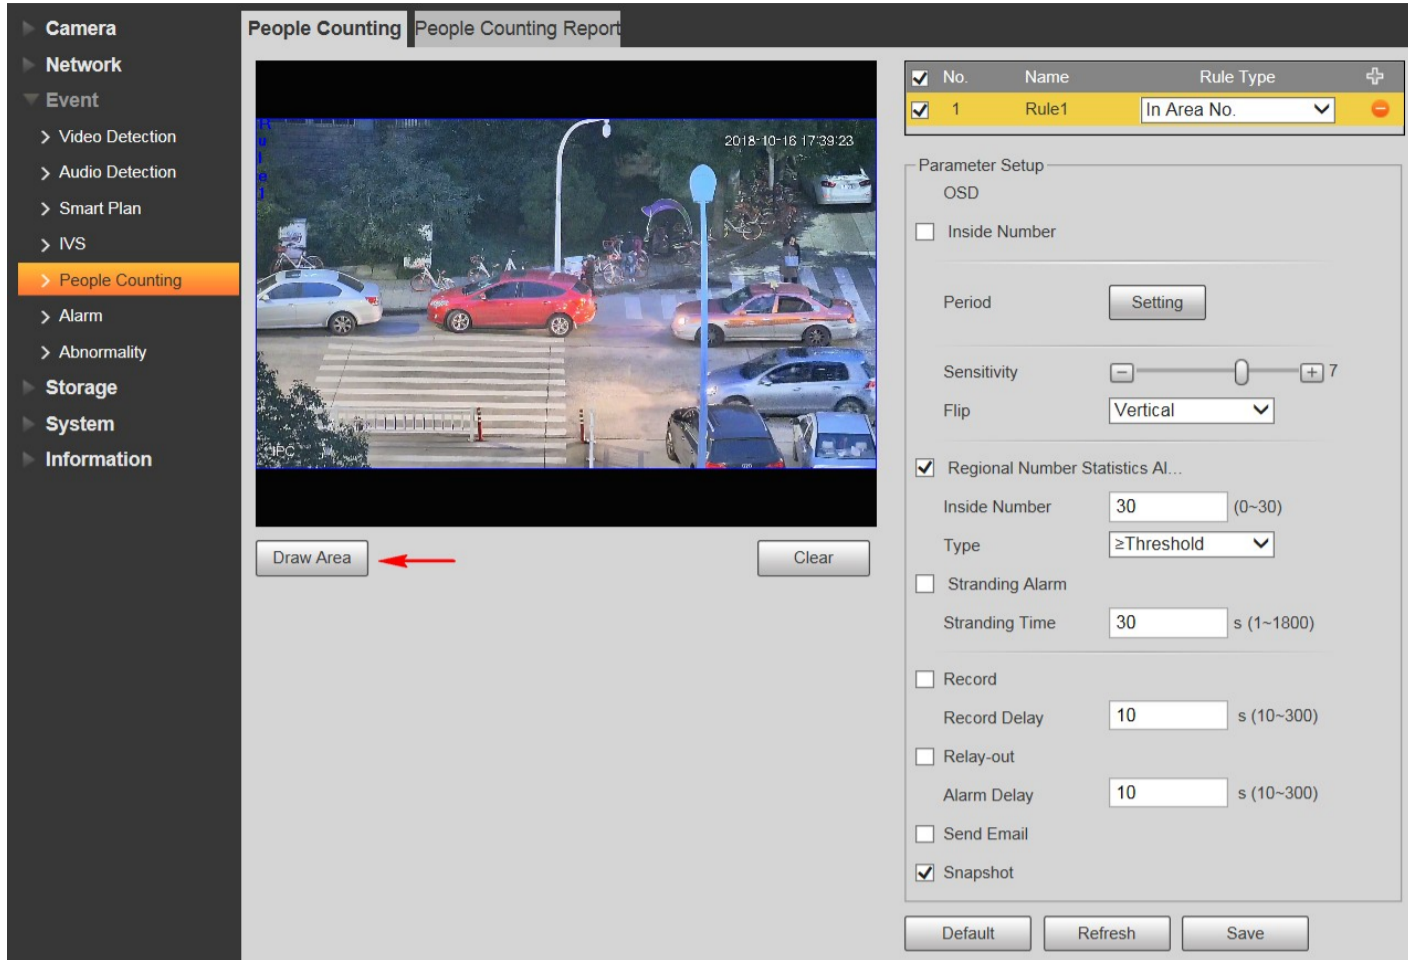 Camera
Network
Event
Video Detection
Audio Detection
Smart Plan
IVS
People Counting
Alarm
Abnormality
Storage
System
Information
People Counting
People Counting Report
Rule1
2018-10-16 17:39:23
IPC
Draw Area
Clear
No. Name Rule Type
1 Rule1 In Area No.
Parameter Setup
OSD
Inside Number
Period Setting
Sensitivity 7
Flip Vertical
Regional Number Statistics Al...
Inside Number 30 (0~30)
Type ≥Threshold
Stranding Alarm
Stranding Time 30 s (1~1800)
Record
Record Delay 10 s (10~300)
Relay-out
Alarm Delay 10 s (10~300)
Send Email
Snapshot
Default Refresh Save